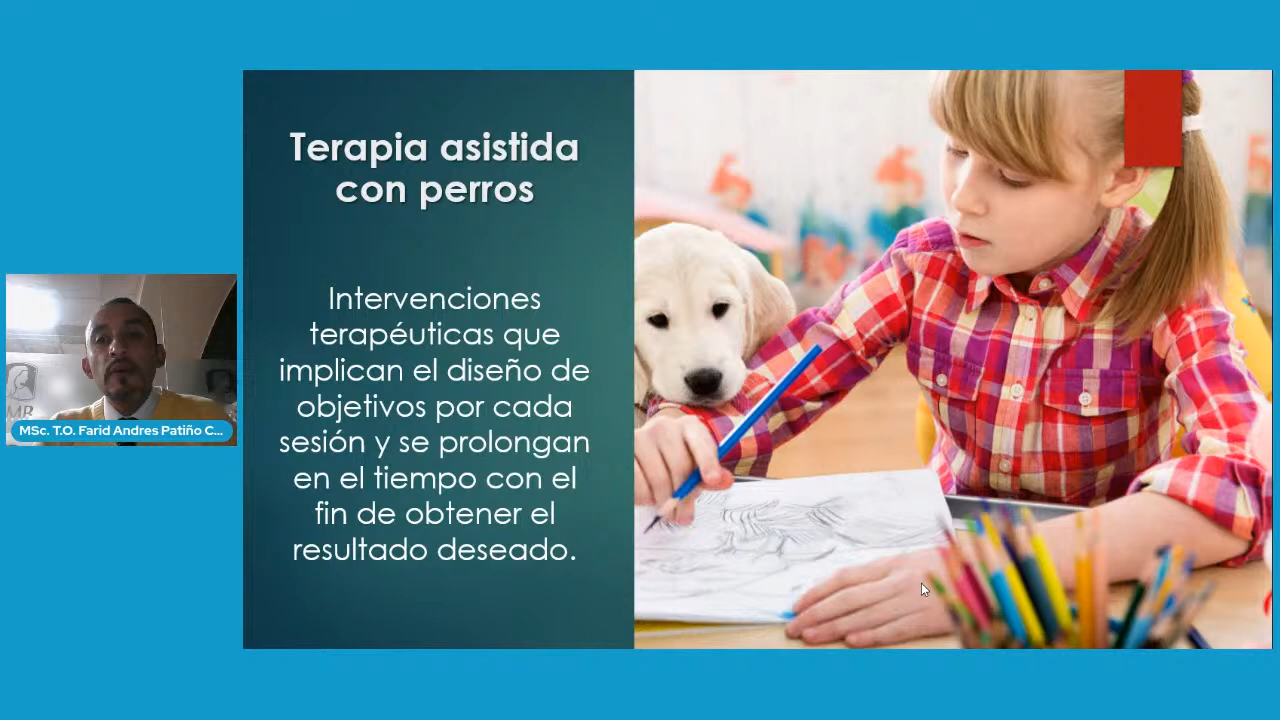 Terapia asistida
con perros
Intervenciones
terapéuticas que
implican el diseño de
objetivos por cada
sesión y se prolongan
en el tiempo con el
fin de obtener el
resultado deseado.
MSc. T.O. Farid Andres Patiño C...